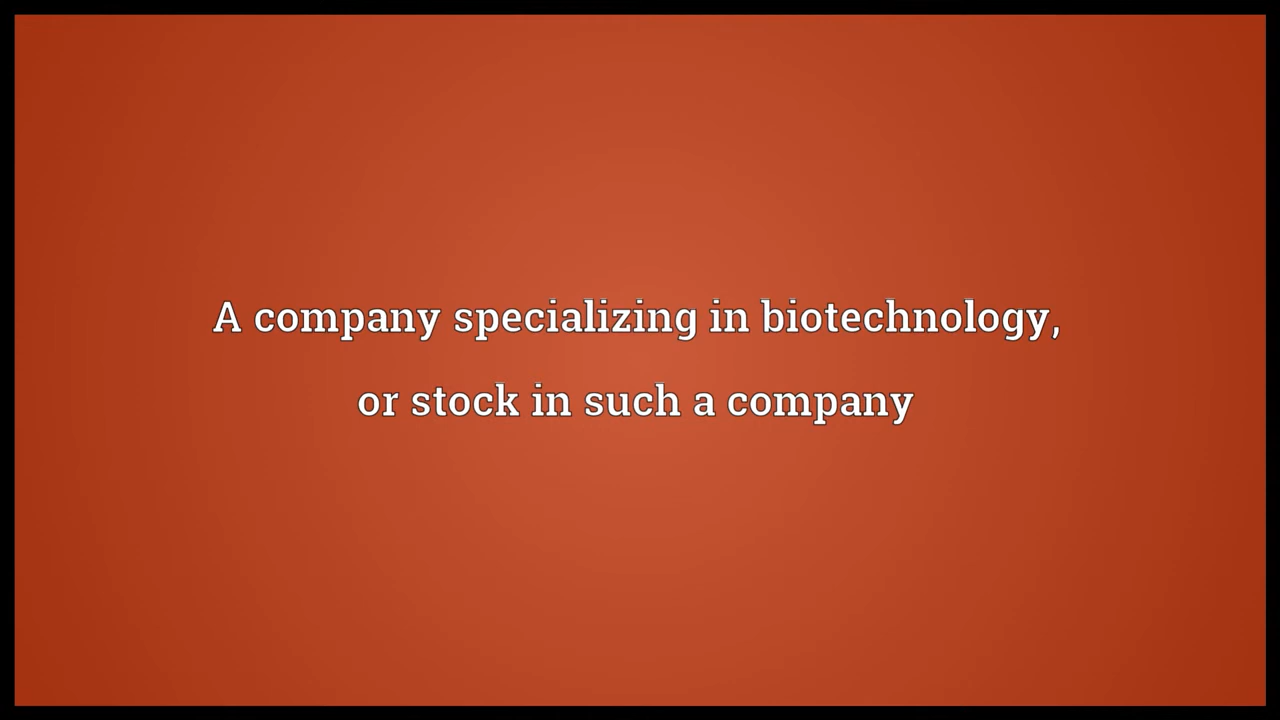 A company specializing in biotechnology,
or stock in such a company